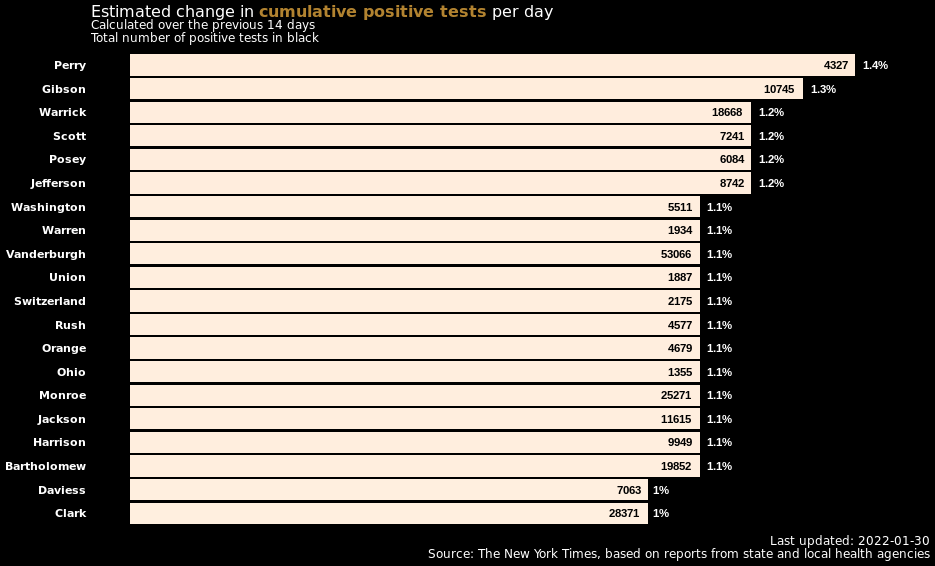 Estimated change in cumulative positive tests per day
Calculated over the previous 14 days
Total number of positive tests in black
Perry 4327 1.4%
Gibson 10745 1.3%
Warrick 18668 1.2%
Scott 7241 1.2%
Posey 6084 1.2%
Jefferson 8742 1.2%
Washington 5511 1.1%
Warren 1934 1.1%
Vanderburgh 53066 1.1%
Union 1887 1.1%
Switzerland 2175 1.1%
Rush 4577 1.1%
Orange 4679 1.1%
Ohio 1355 1.1%
Monroe 25271 1.1%
Jackson 11615 1.1%
Harrison 9949 1.1%
Bartholomew 19852 1.1%
Daviess 7063 1%
Clark 28371 1%
Last updated: 2022-01-30
Source: The New York Times, based on reports from state and local health agencies